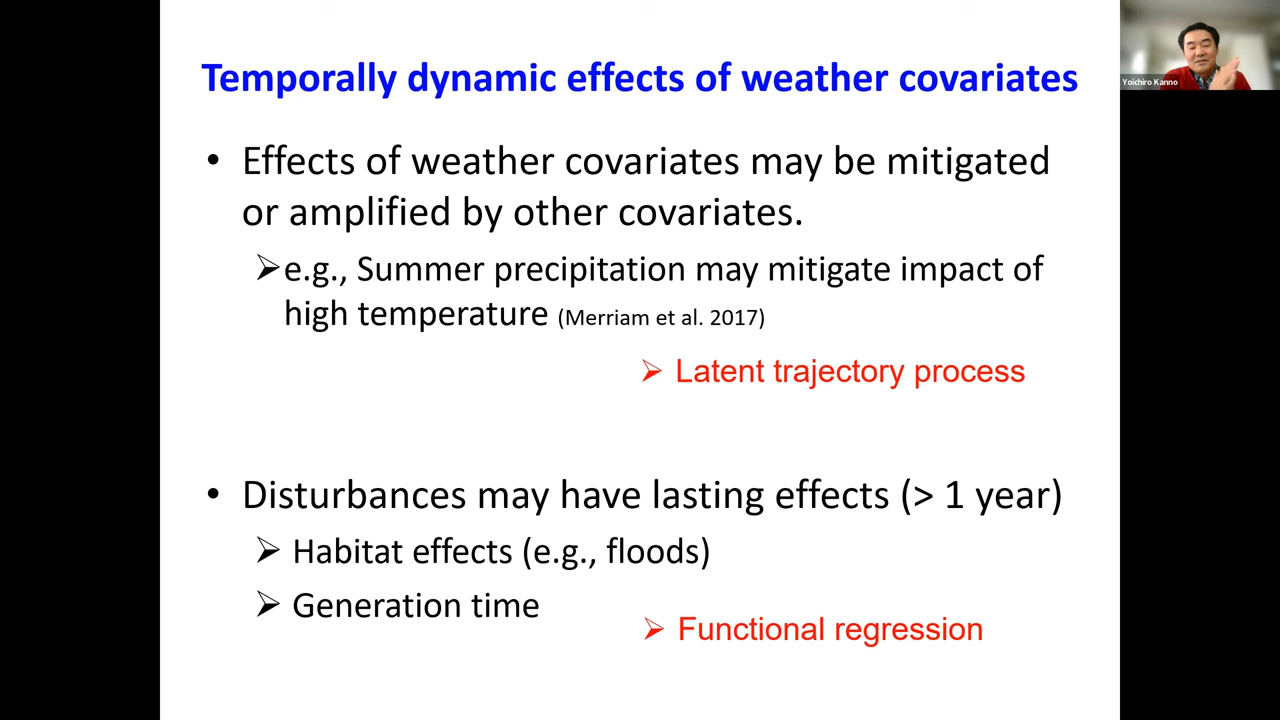 Temporally dynamic effects of weather covariates
Yoichiro Kanno
• Effects of weather covariates may be mitigated
or amplified by other covariates.
➢e.g., Summer precipitation may mitigate impact of
high temperature (Merriam et al. 2017)
➢ Latent trajectory process
• Disturbances may have lasting effects (> 1 year)
➢ Habitat effects (e.g., floods)
➢ Generation time
➢ Functional regression